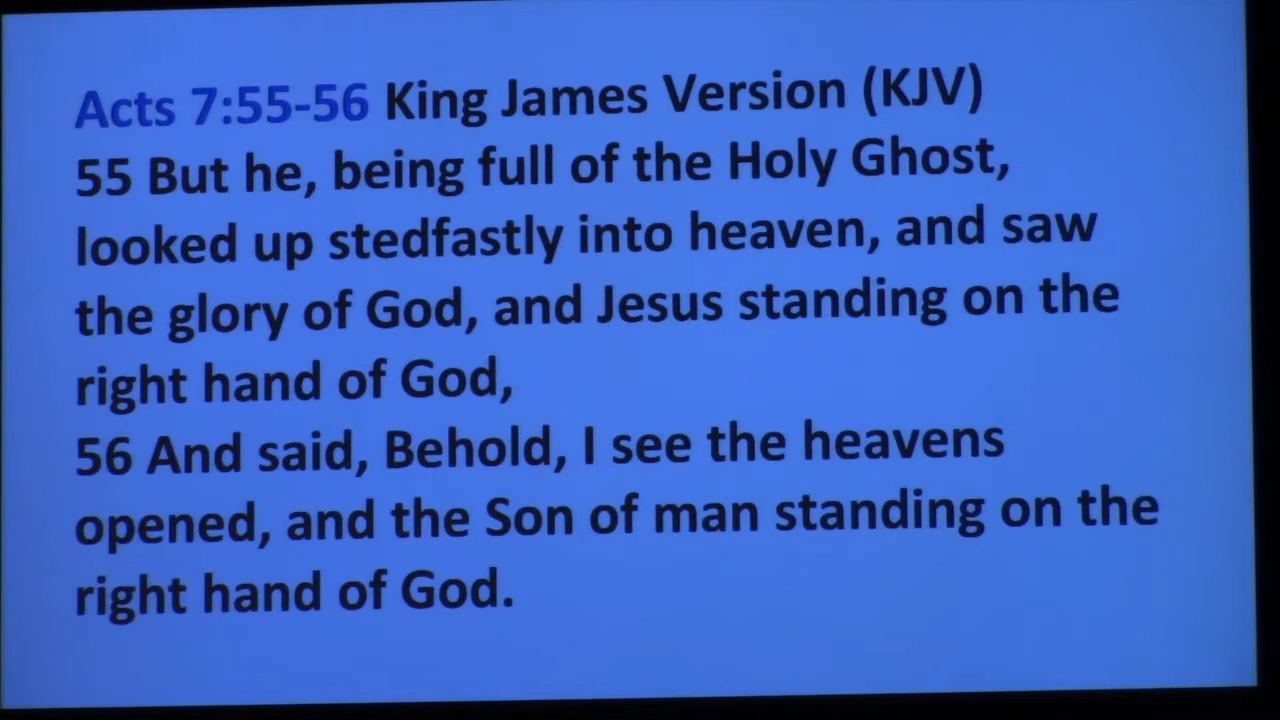 Acts 7:55-56 King James Version (KJV)
55 But he, being full of the Holy Ghost,
looked up stedfastly into heaven, and saw
the glory of God, and Jesus standing on the
right hand of God,
56 And said, Behold, I see the heavens
opened, and the Son of man standing on the
right hand of God.